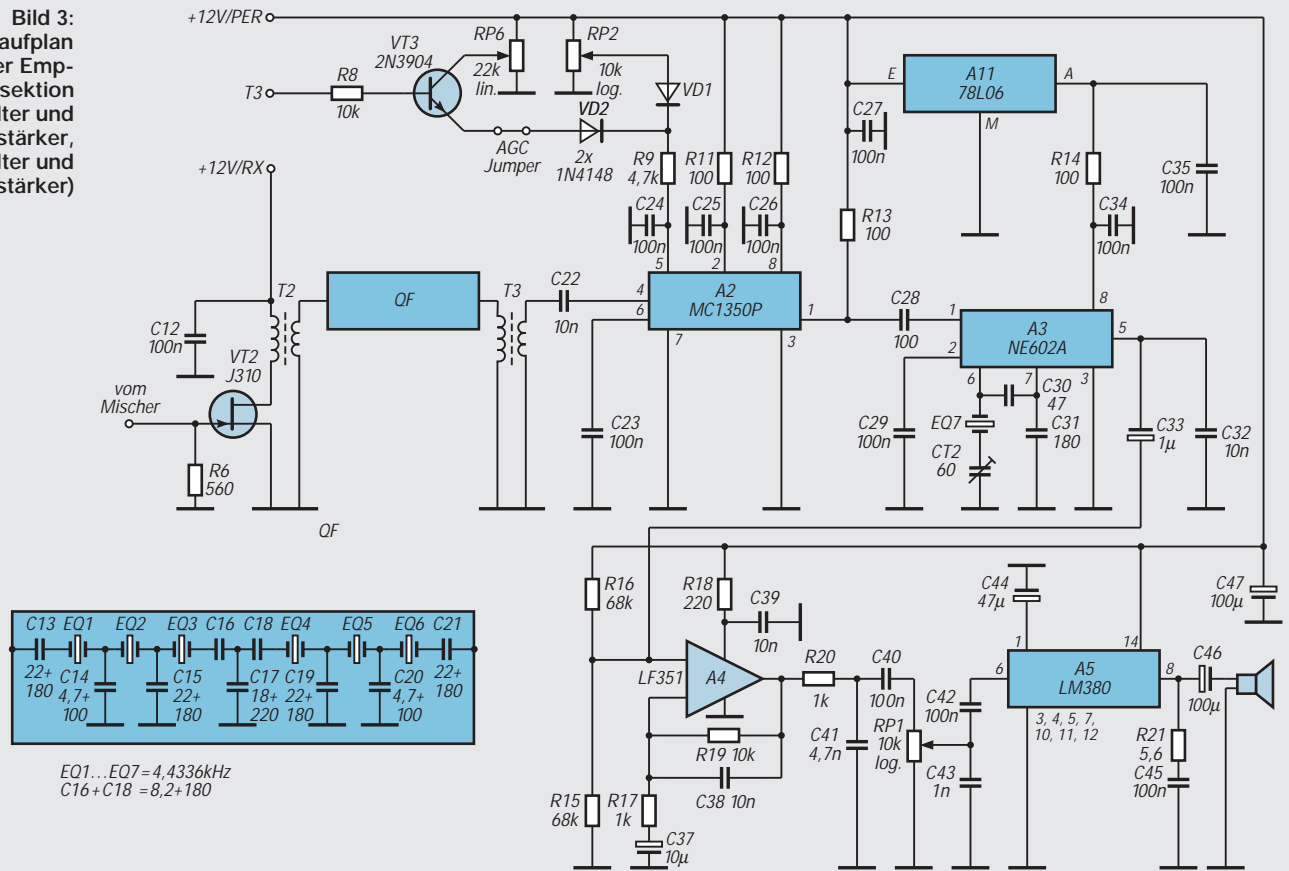 Bild 3:
aufplan
er Emp-
sektion
lter und
stärker,
lter und
stärker)
+12V/PER
VT3
2N3904
RP6
22k
lin.
RP2
10k
log.
VD1
T3
R8
10k
AGC
Jumper
VD2
2x
1N4148
E
A11
78L06
A
M
C27
100n
+12V/RX
R9
4,7k
R11
100
R12
100
R14
100
C35
100n
C24
100n
C25
100n
C26
100n
R13
100
C34
100n
5
2
8
T2
QF
T3
C22
10n
4
6
A2
MC1350P
1
7
3
C28
100
1
2
A3
NE602A
8
5
6
7
3
C12
100n
VT2
J310
vom
Mischer
R6
560
C23
100n
C29
100n
EQ7
CT2
60
C30
47
C31
180
C33
1µ
C32
10n
QF
R16
68k
R18
220
C39
10n
C44
47µ
C47
100µ
C13
22+
180
EQ1
EQ2
EQ3
C16
C18
EQ4
EQ5
EQ6
C21
22+
180
C14
4,7+
100
C15
22+
180
C17
18+
220
C19
22+
180
C20
4,7+
100
LF351
A4
R20
1k
C40
100n
1
14
6
A5
LM380
8
3, 4, 5, 7,
10, 11, 12
C46
100µ
C42
100n
R19 10k
C41
4,7n
RP1
10k
log.
C43
1n
R21
5,6
C45
100n
EQ1...EQ7=4,4336kHz
C16+C18 =8,2+180
R15
68k
R17
1k
C38 10n
C37
10µ